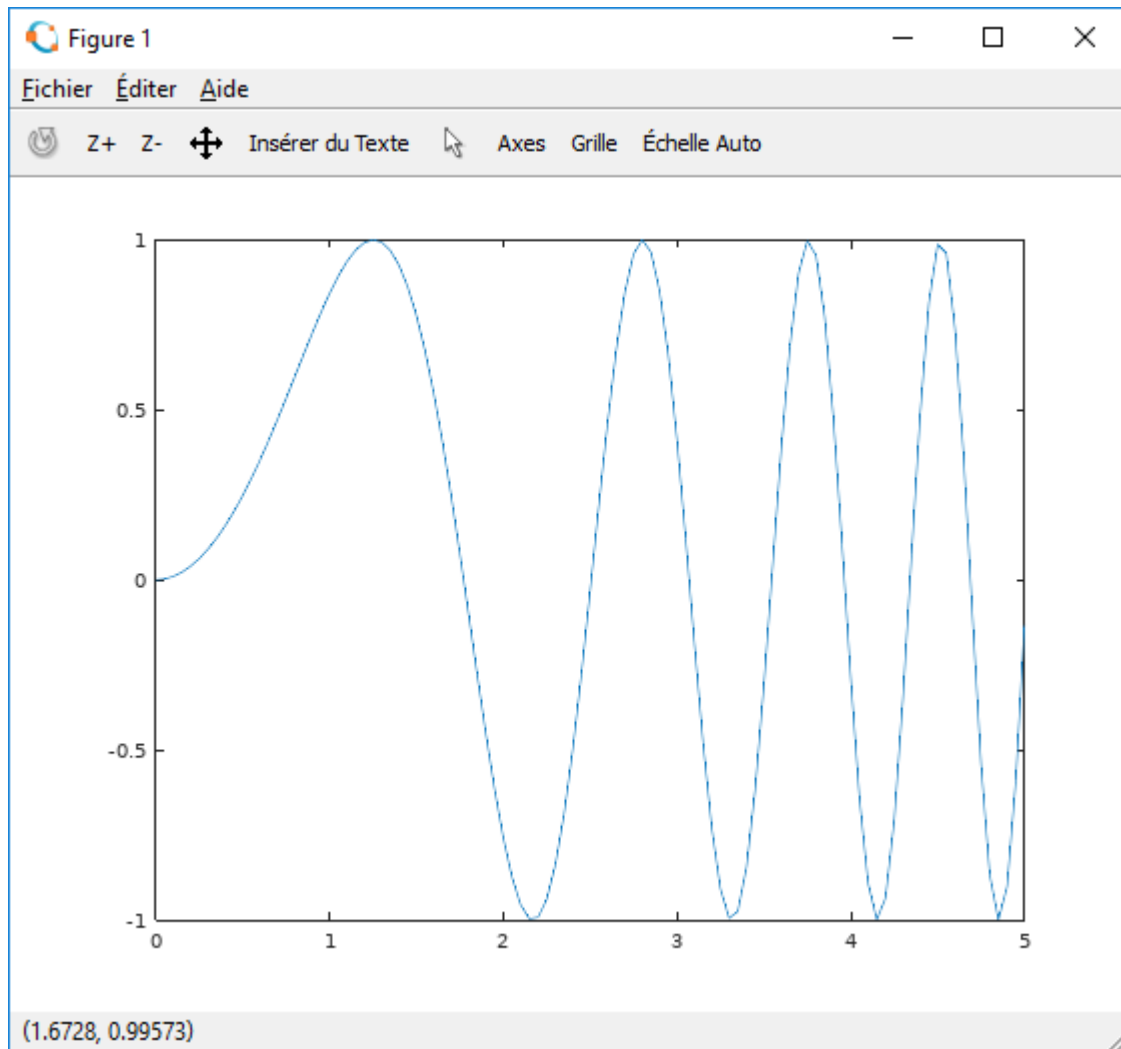 Figure 1
Fichier Éditer Aide
Z+ Z- Insérer du Texte Axes Grille Échelle Auto
1
0.5
0
-0.5
-1
0 1 2 3 4 5
(1.6728, 0.99573)